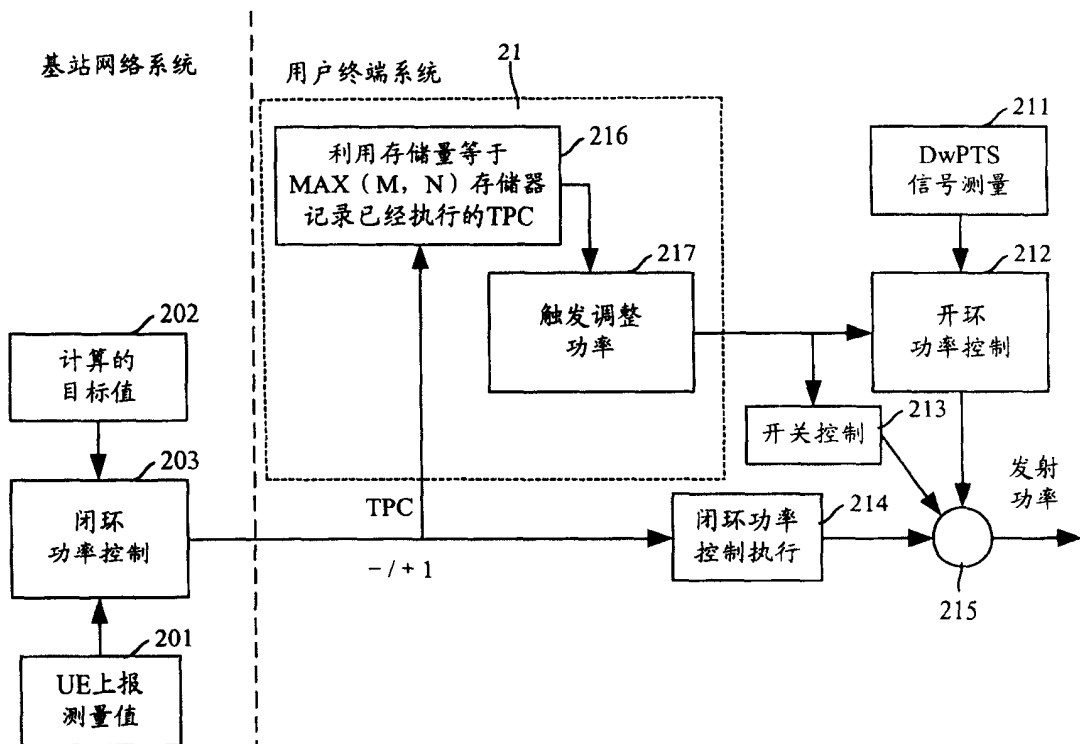 基站网络系统
用户终端系统
21
利用存储量等于
MAX（M，N）存储器
记录已经执行的TPC
216
触发调整
功率
217
DwPTS
信号测量
211
开环
功率控制
212
开关控制
213
计算的
目标值
202
闭环
功率控制
203
UE上报
测量值
201
TPC
－/＋1
闭环功率
控制执行
214
215
发射
功率